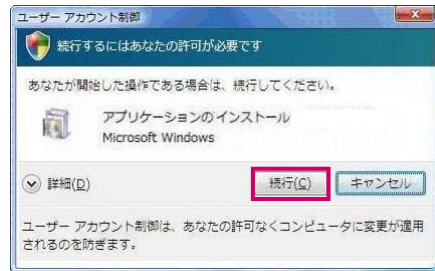 ユーザー アカウント制御
続行するにはあなたの許可が必要です
あなたが開始した操作である場合は、続行してください。
アプリケーションのインストール
Microsoft Windows
詳細(D)
続行(C)
キャンセル
ユーザー アカウント制御は、あなたの許可なくコンピュータに変更が適用
されるのを防ぎます。